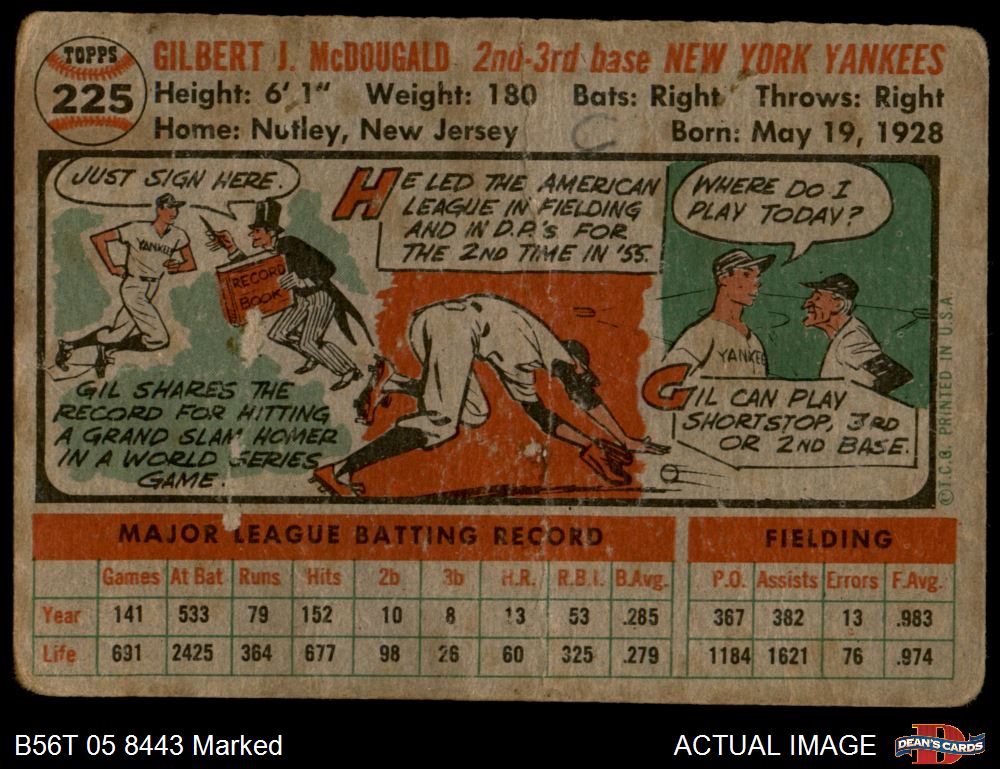 TOPPS
225
GILBERT J. McDOUGALD 2nd-3rd base NEW YORK YANKEES
Height: 6' 1" Weight: 180 Bats: Right Throws: Right
Home: Nutley, New Jersey Born: May 19, 1928
C
JUST SIGN HERE.
YANKEE
RECORD
BOOK
GIL SHARES THE
RECORD FOR HITTING
A GRAND SLAM HOMER
IN A WORLD SERIES
GAME.
HE LED THE AMERICAN
LEAGUE IN FIELDING
AND IN D.P.'S FOR
THE 2ND TIME IN '55.
WHERE DO I
PLAY TODAY?
YANKEE
GIL CAN PLAY
SHORTSTOP, 3RD
OR 2ND BASE.
© T.C.G. PRINTED IN U.S.A.
MAJOR LEAGUE BATTING RECORD FIELDING
Games At Bat Runs Hits 2b 3b H.R. R.B.I. B.Avg. P.O. Assists Errors F.Avg.
Year 141 533 79 152 10 8 13 53 .285 367 382 13 .983
Life 691 2425 364 677 98 26 60 325 .279 1184 1621 76 .974
B56T 05 8443 Marked ACTUAL IMAGE
D
DEAN'S CARDS